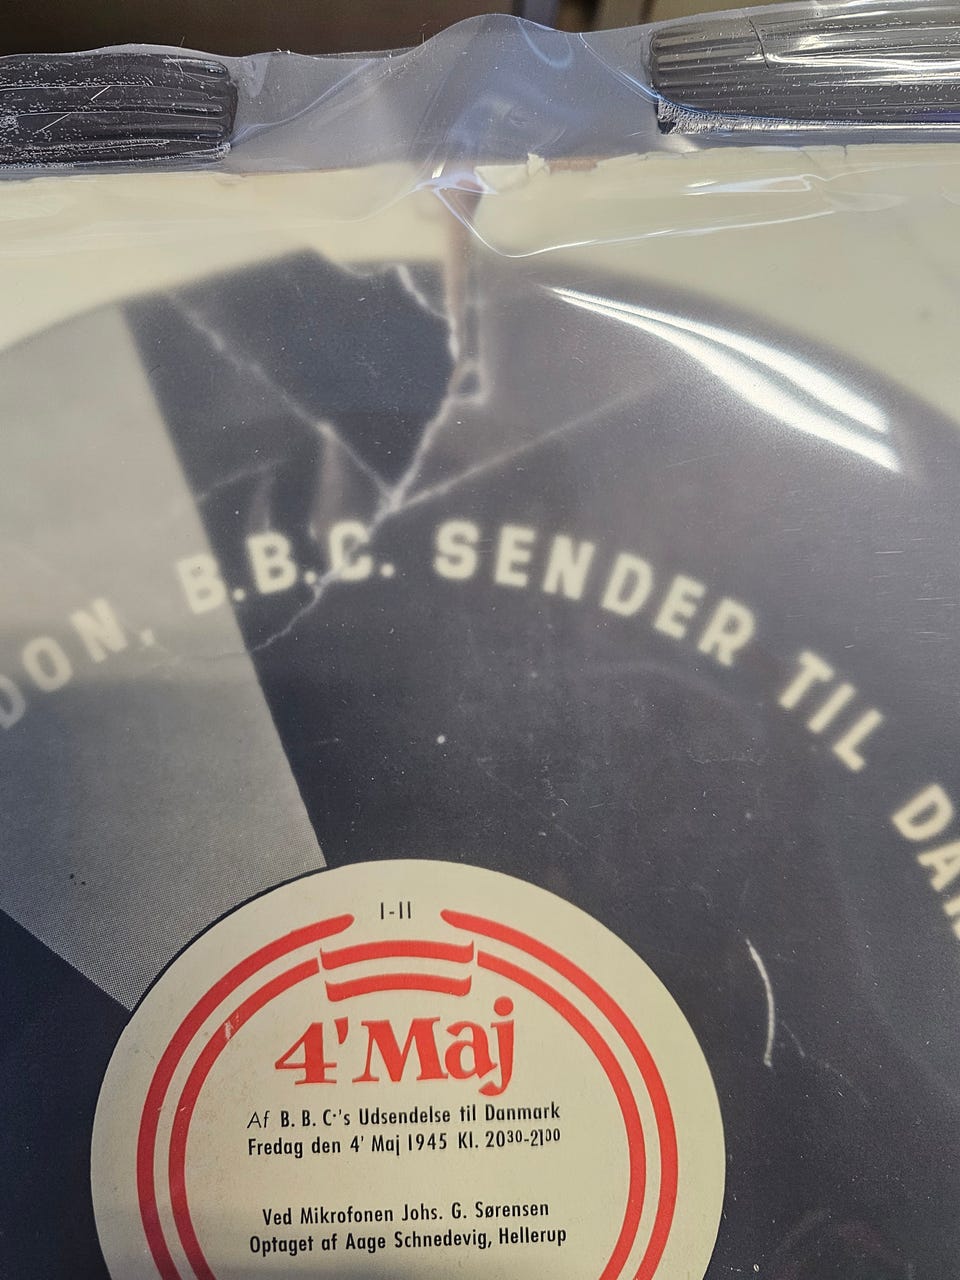 DON, B.B.C. SENDER TIL DAN
I-II
4' Maj
Af B. B. C·'s Udsendelse til Danmark
Fredag den 4' Maj 1945 Kl. 20³⁰-21⁰⁰
Ved Mikrofonen Johs. G. Sørensen
Optaget af Aage Schnedevig, Hellerup